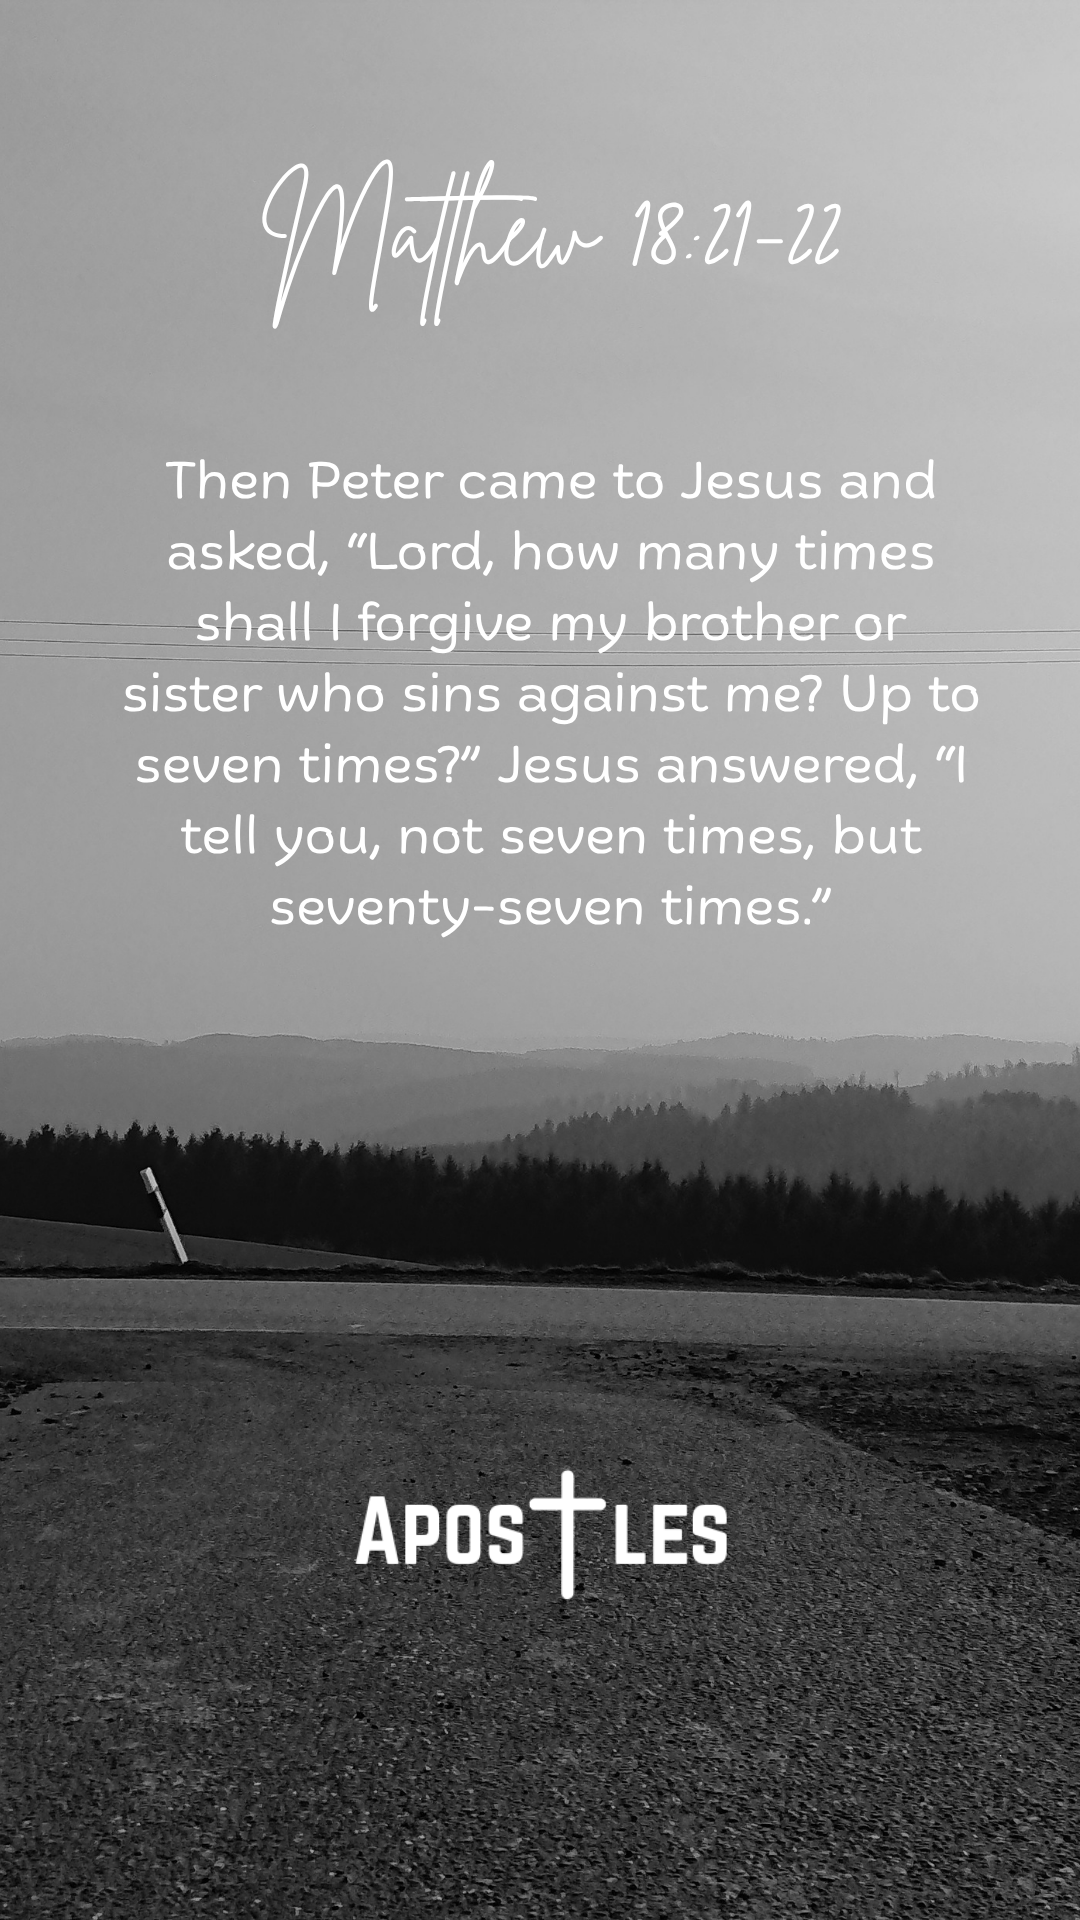 Matthew 18:21-22
Then Peter came to Jesus and
asked, “Lord, how many times
shall I forgive my brother or
sister who sins against me? Up to
seven times?” Jesus answered, “I
tell you, not seven times, but
seventy-seven times.”
APOSTLES